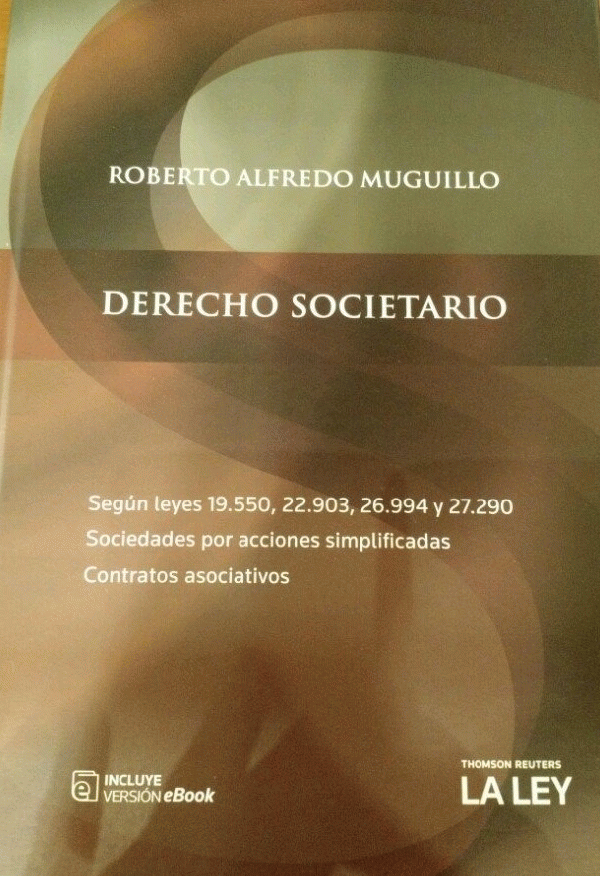 ROBERTO ALFREDO MUGUILLO
DERECHO SOCIETARIO
Según leyes 19.550, 22.903, 26.994 y 27.290
Sociedades por acciones simplificadas
Contratos asociativos
e INCLUYE
VERSIÓN eBook
THOMSON REUTERS
LA LEY